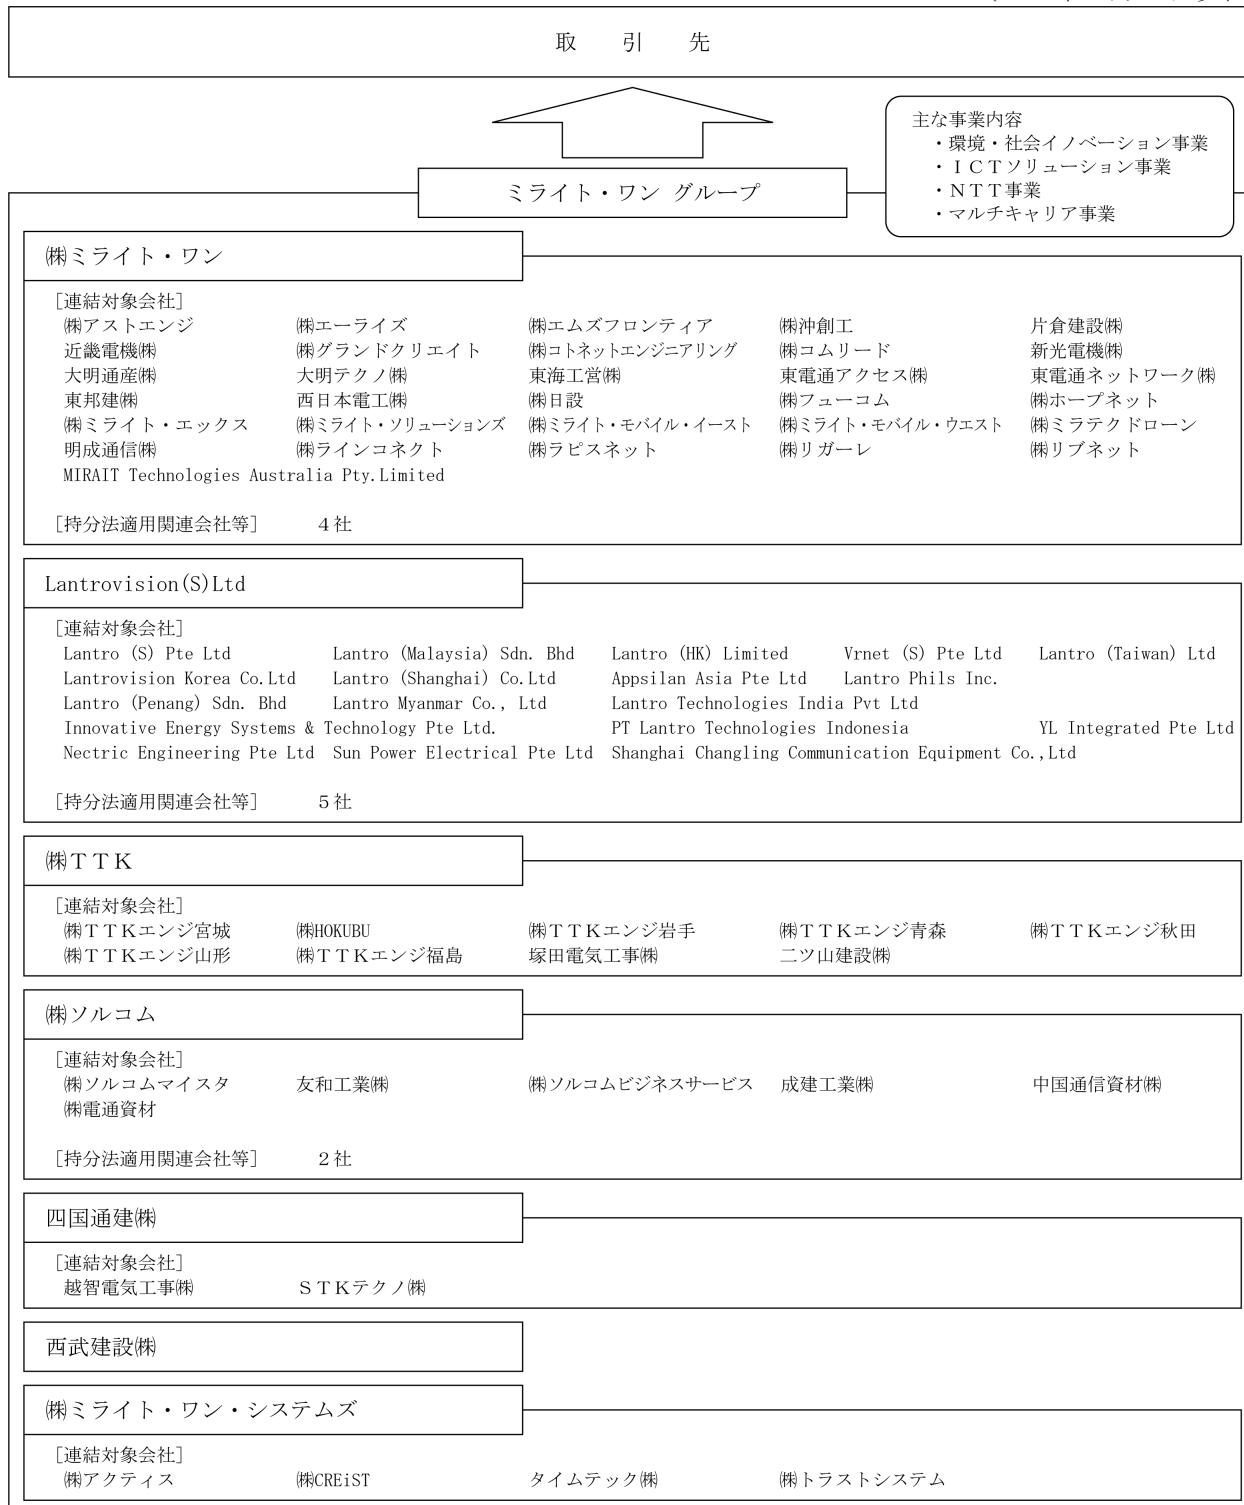 取　引　先
主な事業内容
・環境・社会イノベーション事業
・ＩＣＴソリューション事業
・ＮＴＴ事業
・マルチキャリア事業
ミライト・ワン グループ
㈱ミライト・ワン
［連結対象会社］
㈱アストエンジ　㈱エーライズ　㈱エムズフロンティア　㈱沖創工　片倉建設㈱
近畿電機㈱　㈱グランドクリエイト　㈱コトネットエンジニアリング　㈱コムリード　新光電機㈱
大明通産㈱　大明テクノ㈱　東海工営㈱　東電通アクセス㈱　東電通ネットワーク㈱
東邦建㈱　西日本電工㈱　㈱日設　㈱フューコム　㈱ホープネット
㈱ミライト・エックス　㈱ミライト・ソリューションズ　㈱ミライト・モバイル・イースト　㈱ミライト・モバイル・ウエスト　㈱ミラテクドローン
明成通信㈱　㈱ラインコネクト　㈱ラピスネット　㈱リガーレ　㈱リブネット
MIRAIT Technologies Australia Pty.Limited
［持分法適用関連会社等］　４社
Lantrovision(S)Ltd
［連結対象会社］
Lantro (S) Pte Ltd　Lantro (Malaysia) Sdn. Bhd　Lantro (HK) Limited　Vrnet (S) Pte Ltd　Lantro (Taiwan) Ltd
Lantrovision Korea Co.Ltd　Lantro (Shanghai) Co.Ltd　Appsilan Asia Pte Ltd　Lantro Phils Inc.
Lantro (Penang) Sdn. Bhd　Lantro Myanmar Co., Ltd　Lantro Technologies India Pvt Ltd
Innovative Energy Systems & Technology Pte Ltd.　PT Lantro Technologies Indonesia　YL Integrated Pte Ltd
Nectric Engineering Pte Ltd　Sun Power Electrical Pte Ltd　Shanghai Changling Communication Equipment Co.,Ltd
［持分法適用関連会社等］　５社
㈱ＴＴＫ
［連結対象会社］
㈱ＴＴＫエンジ宮城　㈱HOKUBU　㈱ＴＴＫエンジ岩手　㈱ＴＴＫエンジ青森　㈱ＴＴＫエンジ秋田
㈱ＴＴＫエンジ山形　㈱ＴＴＫエンジ福島　塚田電気工事㈱　二ツ山建設㈱
㈱ソルコム
［連結対象会社］
㈱ソルコムマイスタ　友和工業㈱　㈱ソルコムビジネスサービス　成建工業㈱　中国通信資材㈱
㈱電通資材
［持分法適用関連会社等］　２社
四国通建㈱
［連結対象会社］
越智電気工事㈱　ＳＴＫテクノ㈱
西武建設㈱
㈱ミライト・ワン・システムズ
［連結対象会社］
㈱アクティス　㈱CREiST　タイムテック㈱　㈱トラストシステム